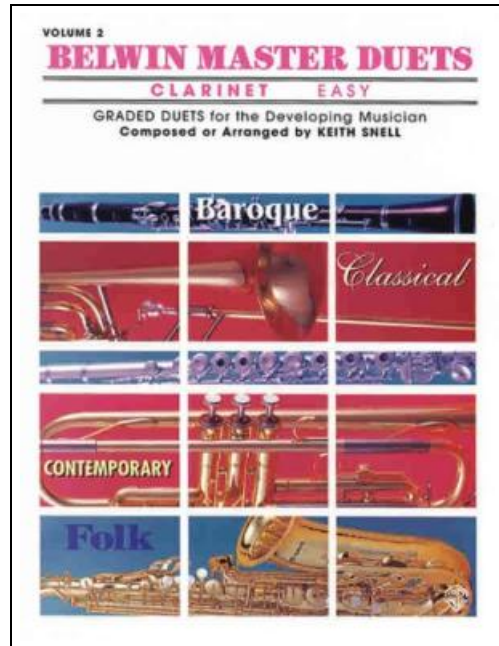 VOLUME 2
BELWIN MASTER DUETS
CLARINET EASY
GRADED DUETS for the Developing Musician
Composed or Arranged by KEITH SNELL
Baroque
Classical
CONTEMPORARY
Folk